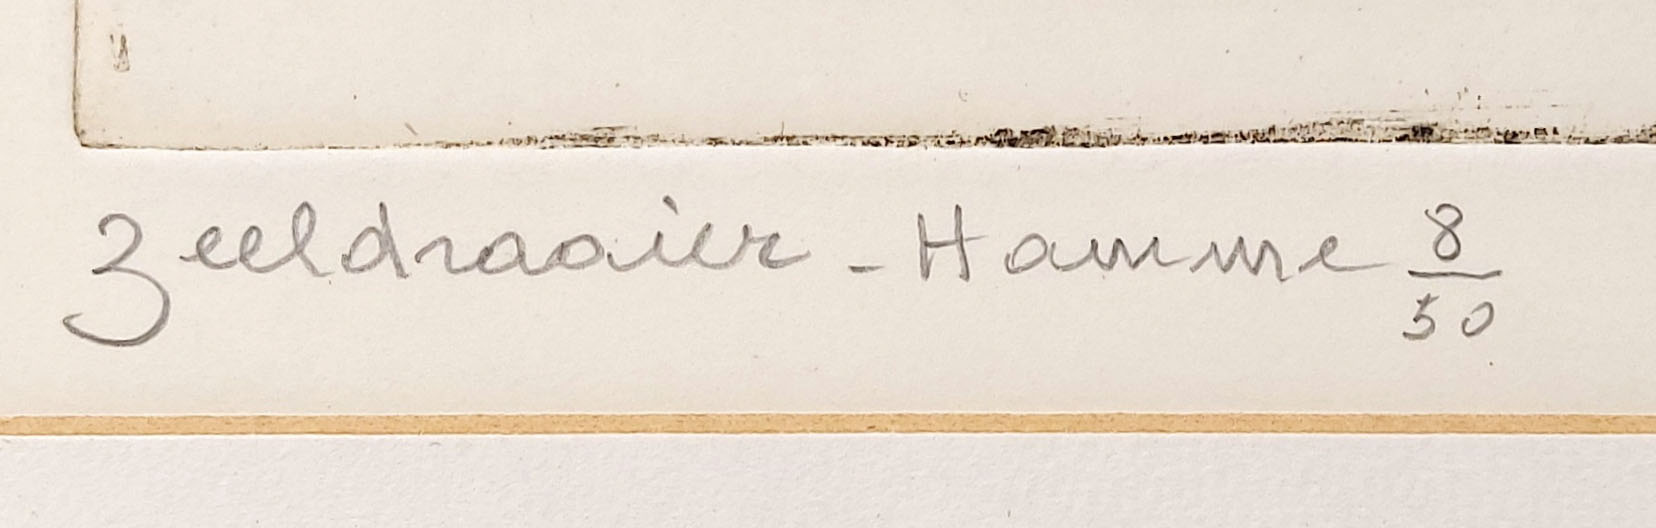 Zeeldraaier - Hamme 8/50